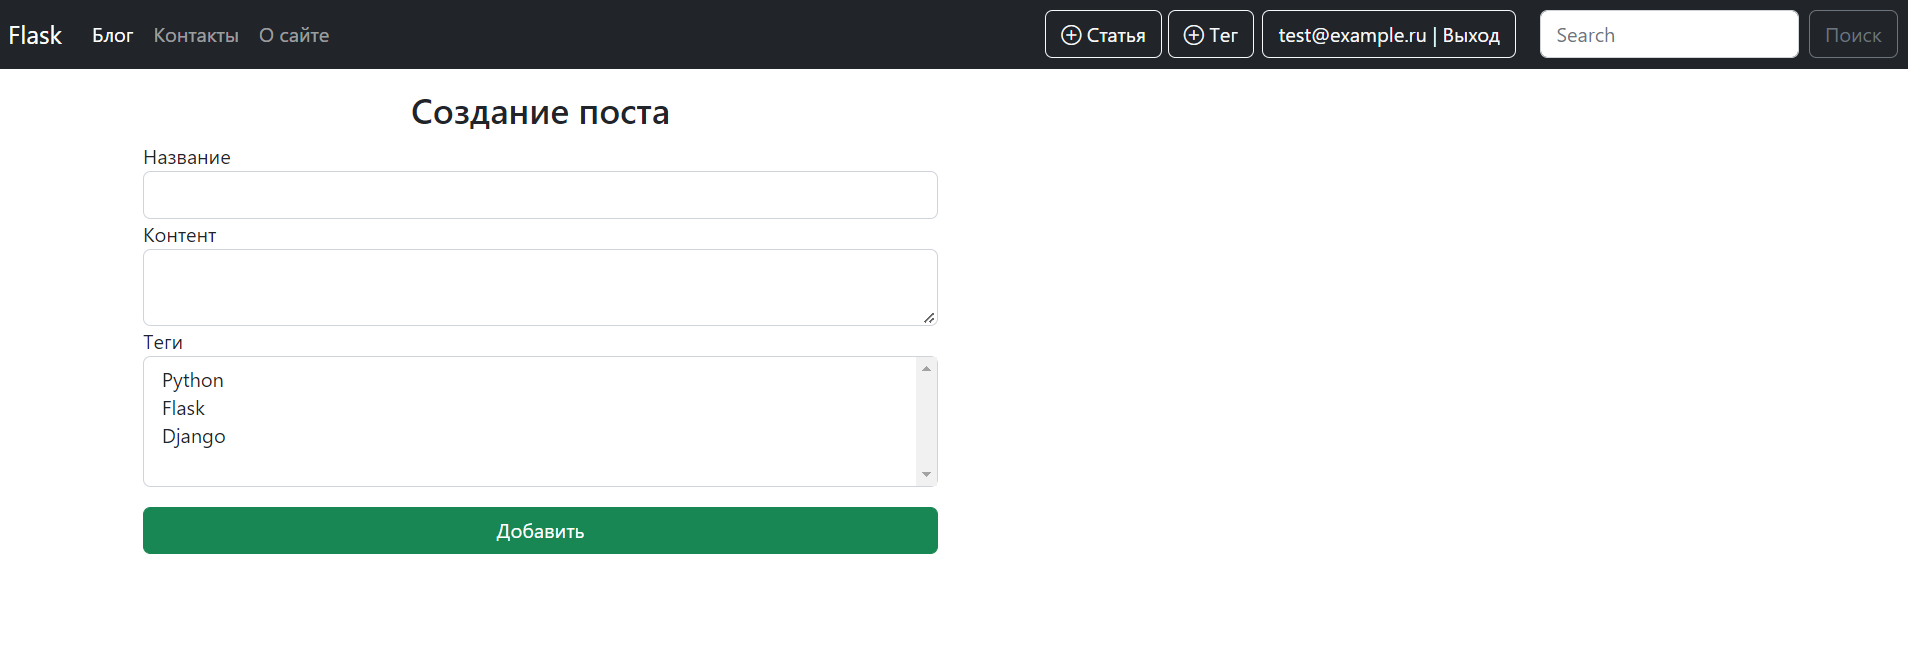 Flask Блог Контакты О сайте Статья Тег test@example.ru | Выход Search Поиск
Создание поста
Название
Контент
Теги
Python
Flask
Django
Добавить